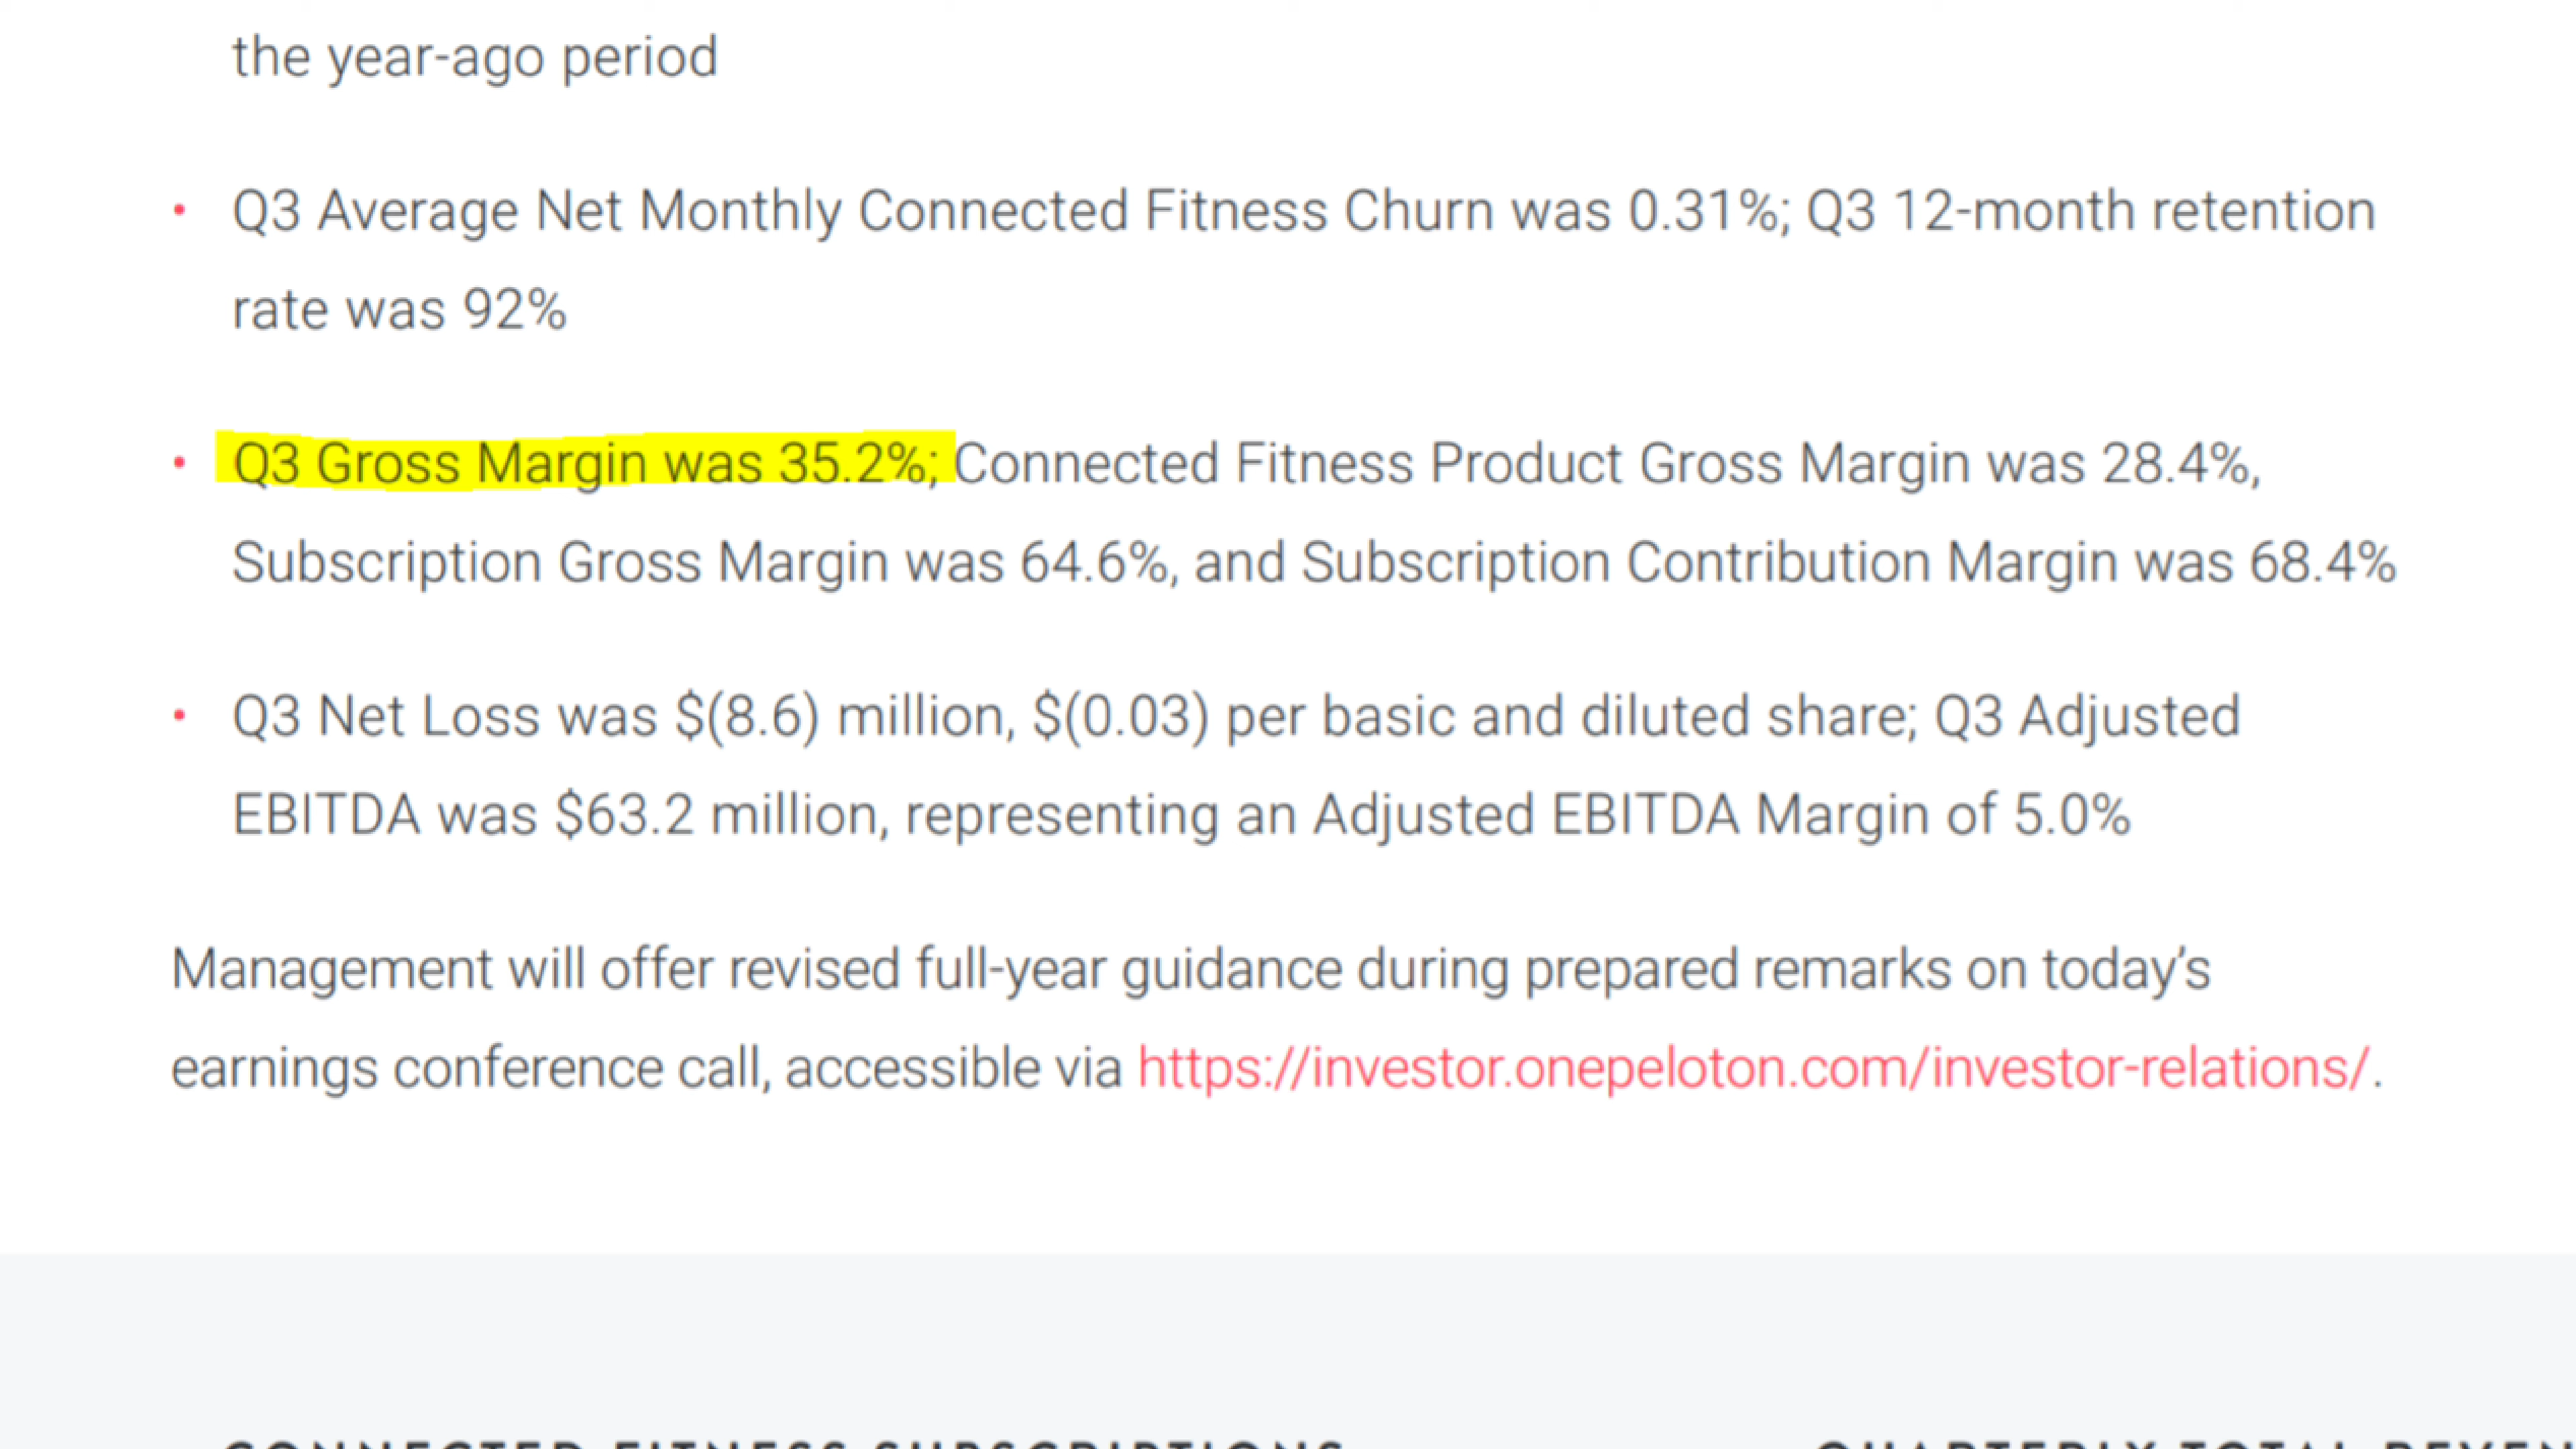 the year-ago period
• Q3 Average Net Monthly Connected Fitness Churn was 0.31%; Q3 12-month retention
rate was 92%
• Q3 Gross Margin was 35.2%; Connected Fitness Product Gross Margin was 28.4%,
Subscription Gross Margin was 64.6%, and Subscription Contribution Margin was 68.4%
• Q3 Net Loss was $(8.6) million, $(0.03) per basic and diluted share; Q3 Adjusted
EBITDA was $63.2 million, representing an Adjusted EBITDA Margin of 5.0%
Management will offer revised full-year guidance during prepared remarks on today’s
earnings conference call, accessible via https://investor.onepeloton.com/investor-relations/.
CONNECTED FITNESS SUBSCRIPTIONS QUARTERLY TOTAL